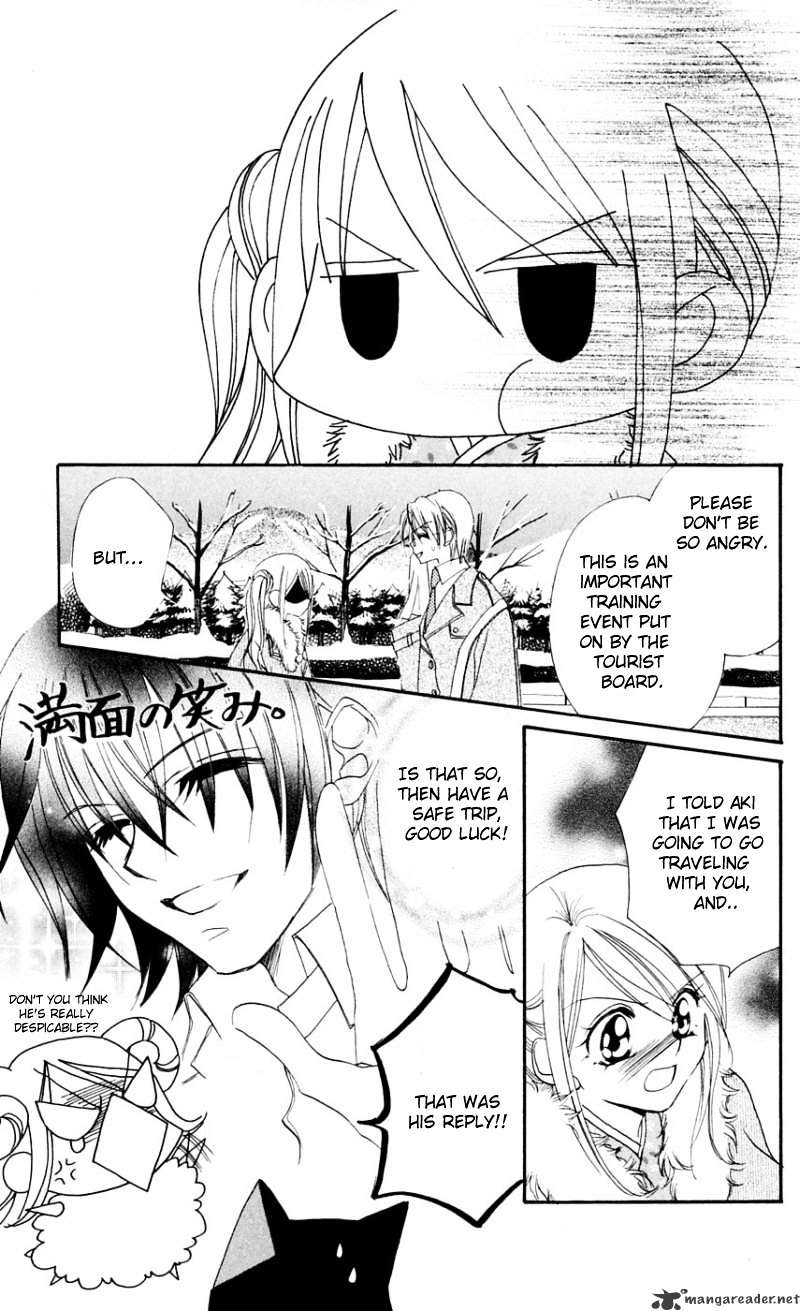 PLEASE
DON'T BE
SO ANGRY.
THIS IS AN
IMPORTANT
TRAINING
EVENT PUT
ON BY THE
TOURIST
BOARD.
BUT...
I TOLD AKI
THAT I WAS
GOING TO GO
TRAVELING
WITH YOU,
AND..
IS THAT SO,
THEN HAVE A
SAFE TRIP,
GOOD LUCK!
満面の笑み。
THAT WAS
HIS REPLY!!
DON'T YOU THINK
HE'S REALLY
DESPICABLE??
mangareader.net